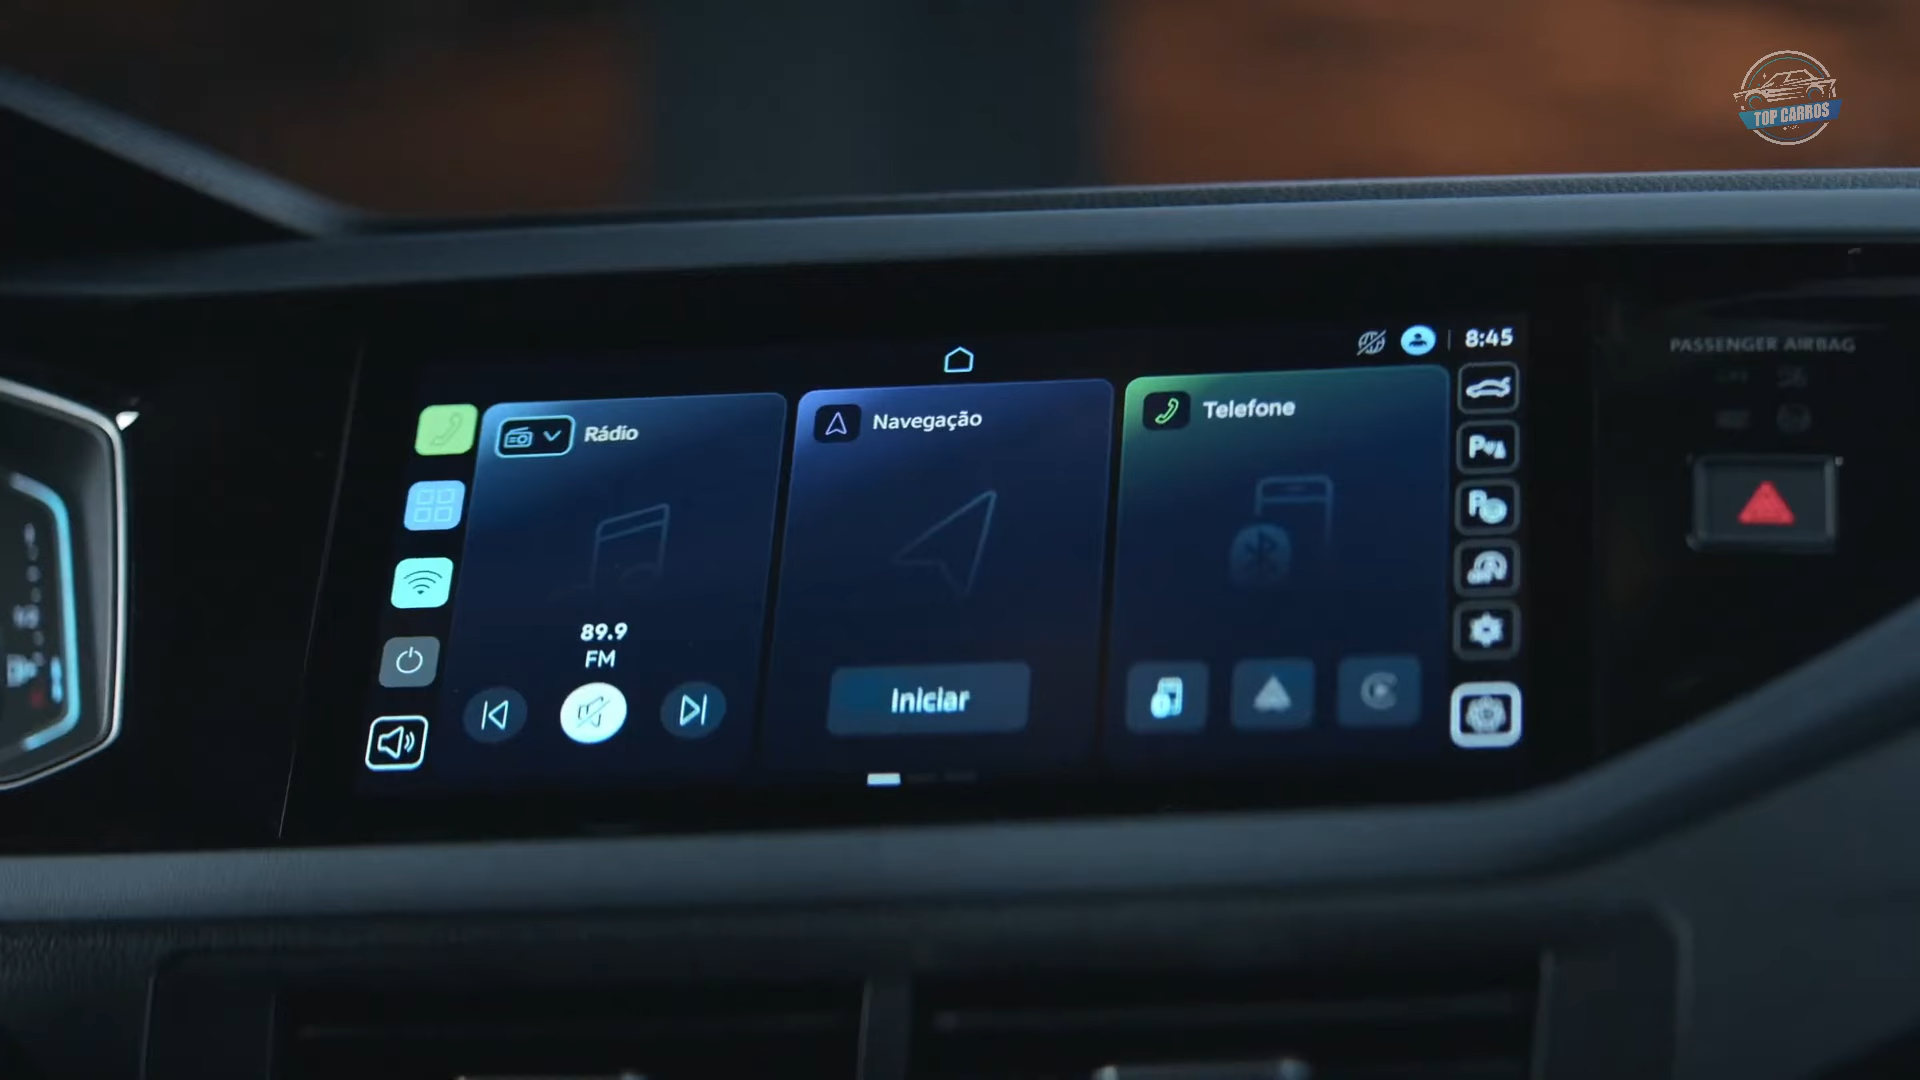 TOP CARROS
8:45
PASSENGER AIRBAG
Rádio
Navegação
Telefone
89.9
FM
Iniciar